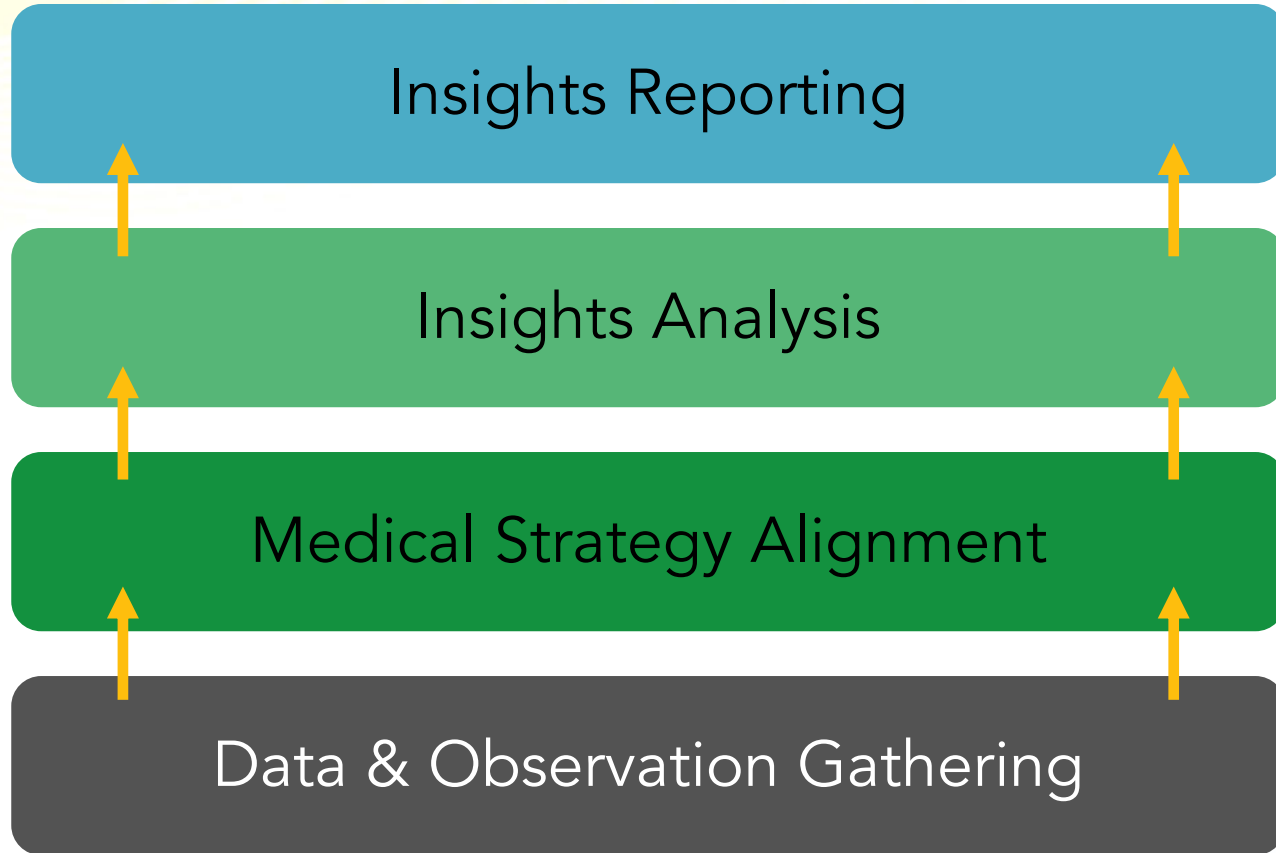 Insights Reporting
Insights Analysis
Medical Strategy Alignment
Data & Observation Gathering